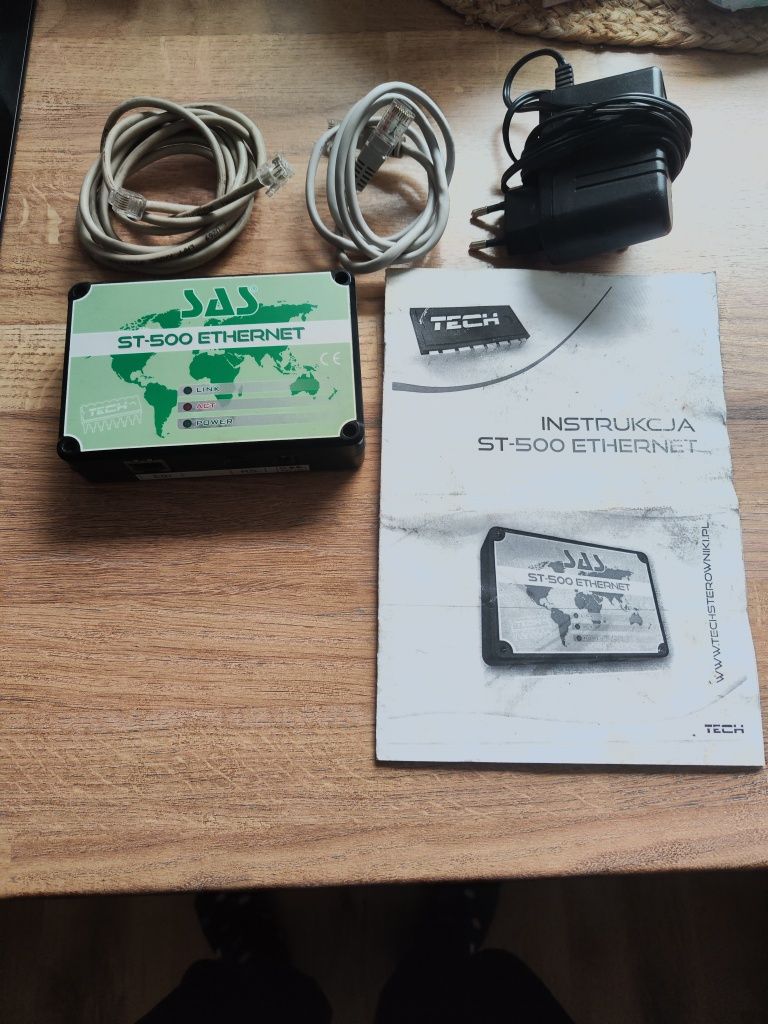 SAS®
ST-500 ETHERNET
CE
LINK
ACT
POWER
TECH
RS
TECH
INSTRUKCJA
ST-500 ETHERNET
SAS
ST-500 ETHERNET
WWW.TECHSTEROWNIKI.PL
TECH